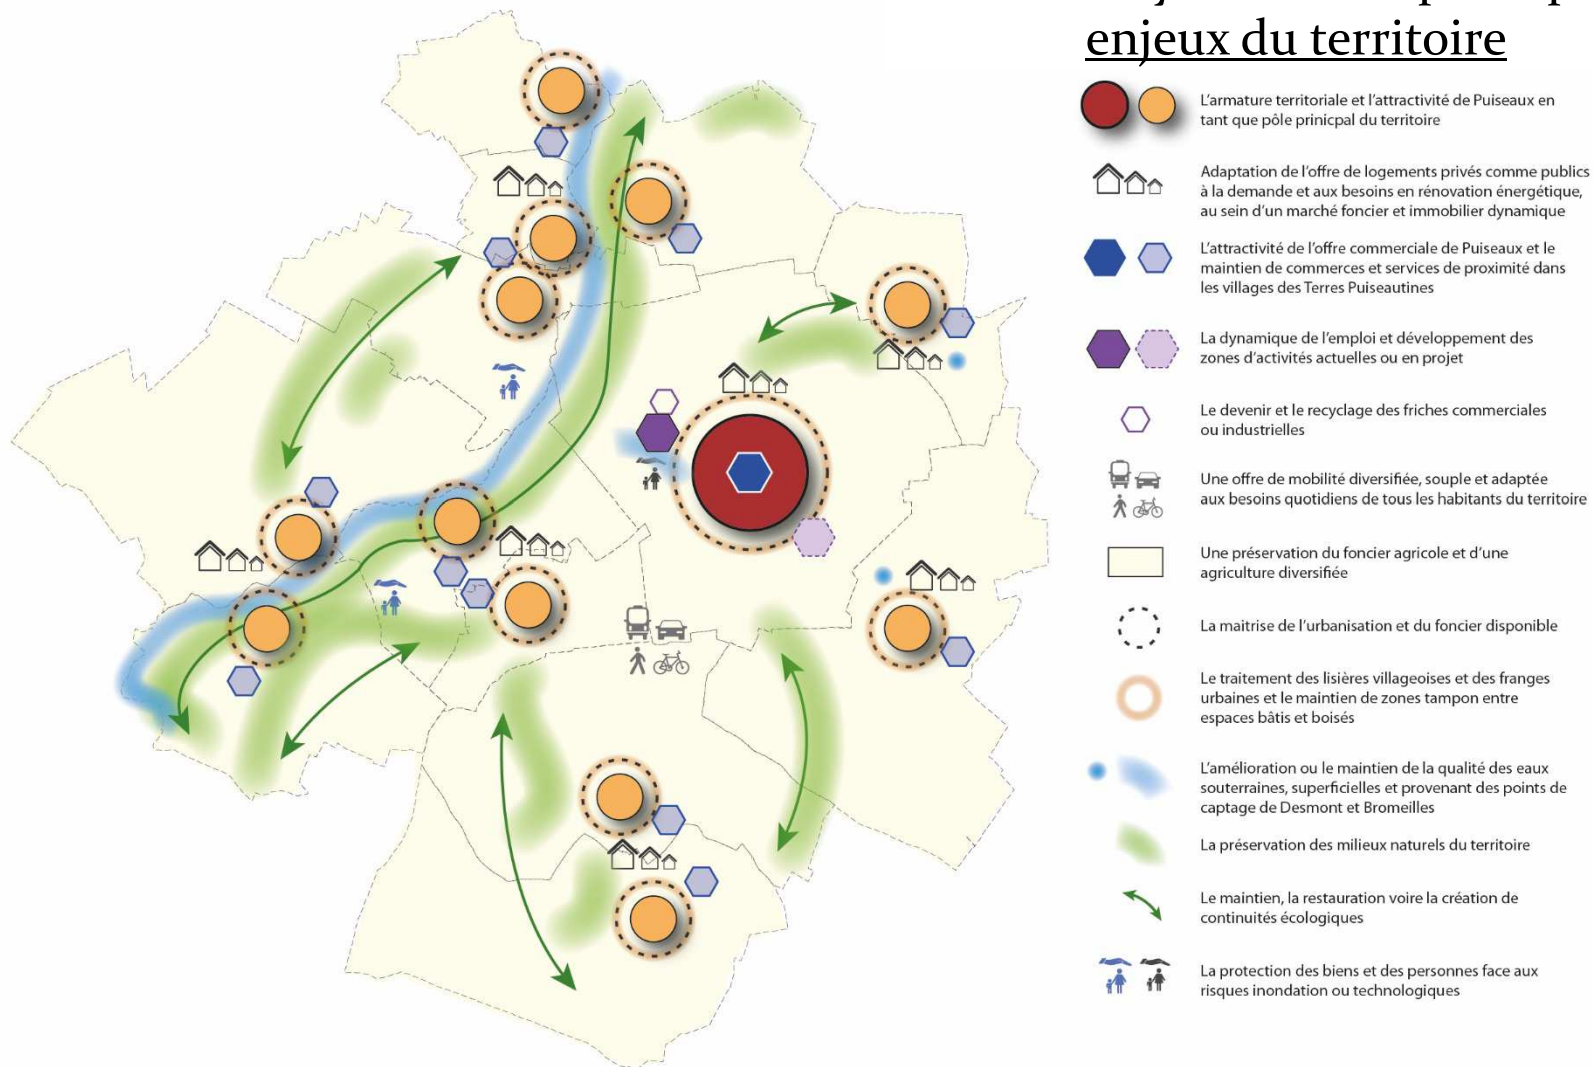 enjeux du territoire
L'armature territoriale et l'attractivité de Puiseaux en
tant que pôle prinicpal du territoire
Adaptation de l'offre de logements privés comme publics
à la demande et aux besoins en rénovation énergétique,
au sein d'un marché foncier et immobilier dynamique
L'attractivité de l'offre commerciale de Puiseaux et le
maintien de commerces et services de proximité dans
les villages des Terres Puiseautines
La dynamique de l'emploi et développement des
zones d'activités actuelles ou en projet
Le devenir et le recyclage des friches commerciales
ou industrielles
Une offre de mobilité diversifiée, souple et adaptée
aux besoins quotidiens de tous les habitants du territoire
Une préservation du foncier agricole et d'une
agriculture diversifiée
La maitrise de l'urbanisation et du foncier disponible
Le traitement des lisières villageoises et des franges
urbaines et le maintien de zones tampon entre
espaces bâtis et boisés
L'amélioration ou le maintien de la qualité des eaux
souterraines, superficielles et provenant des points de
captage de Desmont et Bromeilles
La préservation des milieux naturels du territoire
Le maintien, la restauration voire la création de
continuités écologiques
La protection des biens et des personnes face aux
risques inondation ou technologiques